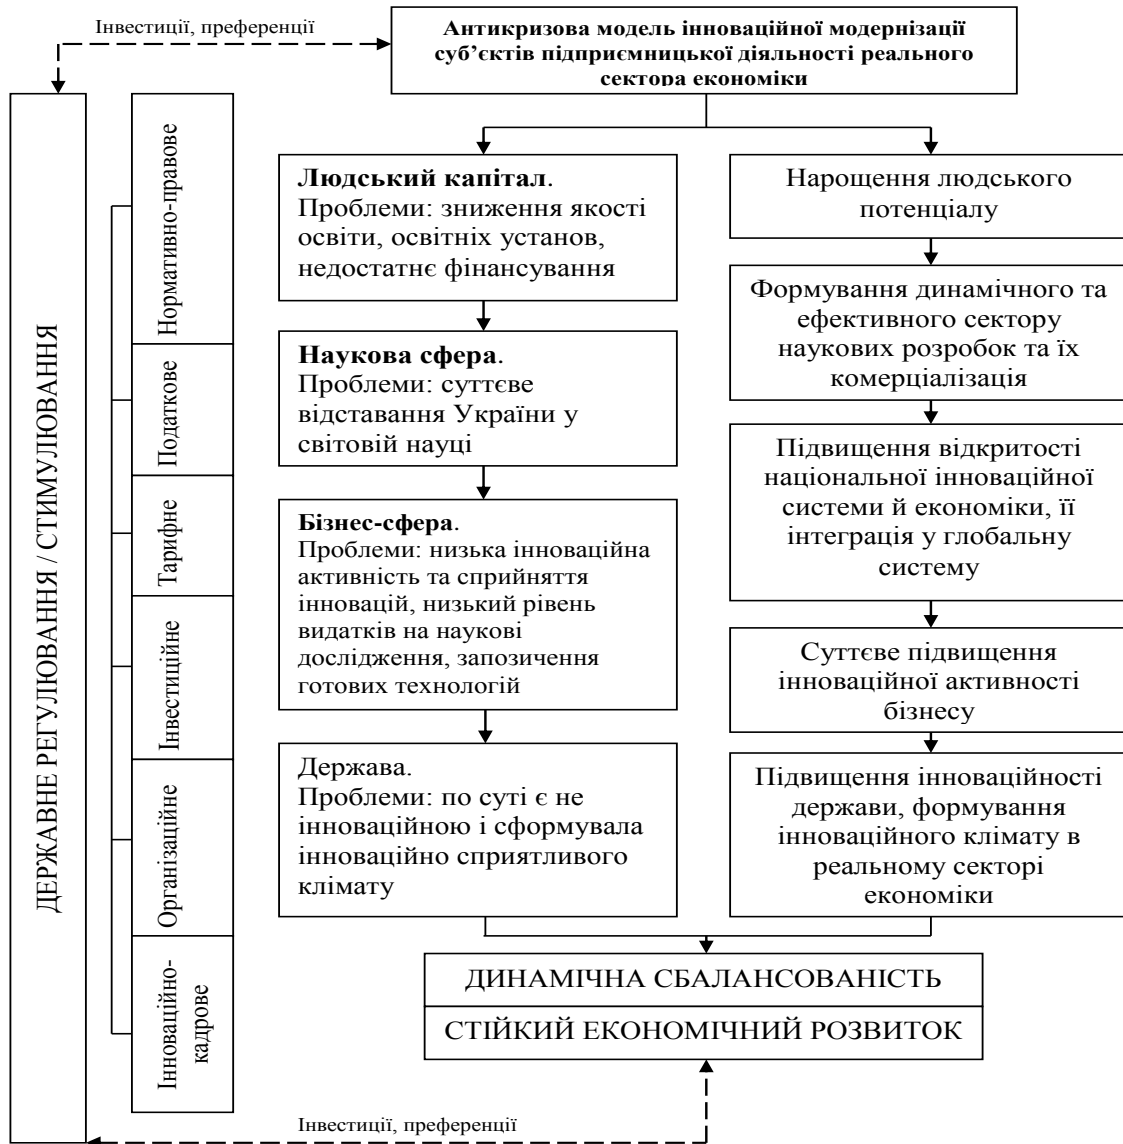 Інвестиції, преференції
Антикризова модель інноваційної модернізації
суб’єктів підприємницької діяльності реального
сектора економіки
ДЕРЖАВНЕ РЕГУЛЮВАННЯ / СТИМУЛЮВАННЯ
Нормативно-правове
Податкове
Тарифне
Інвестиційне
Організаційне
Інноваційно-
кадрове
Людський капітал.
Проблеми: зниження якості
освіти, освітніх установ,
недостатнє фінансування
Наукова сфера.
Проблеми: суттєве
відставання України у
світовій науці
Бізнес-сфера.
Проблеми: низька інноваційна
активність та сприйняття
інновацій, низький рівень
видатків на наукові
дослідження, запозичення
готових технологій
Держава.
Проблеми: по суті є не
інноваційною і сформувала
інноваційно сприятливого
клімату
Нарощення людського
потенціалу
Формування динамічного та
ефективного сектору
наукових розробок та їх
комерціалізація
Підвищення відкритості
національної інноваційної
системи й економіки, її
інтеграція у глобальну
систему
Суттєве підвищення
інноваційної активності
бізнесу
Підвищення інноваційності
держави, формування
інноваційного клімату в
реальному секторі
економіки
ДИНАМІЧНА СБАЛАНСОВАНІСТЬ
СТІЙКИЙ ЕКОНОМІЧНИЙ РОЗВИТОК
Інвестиції, преференції